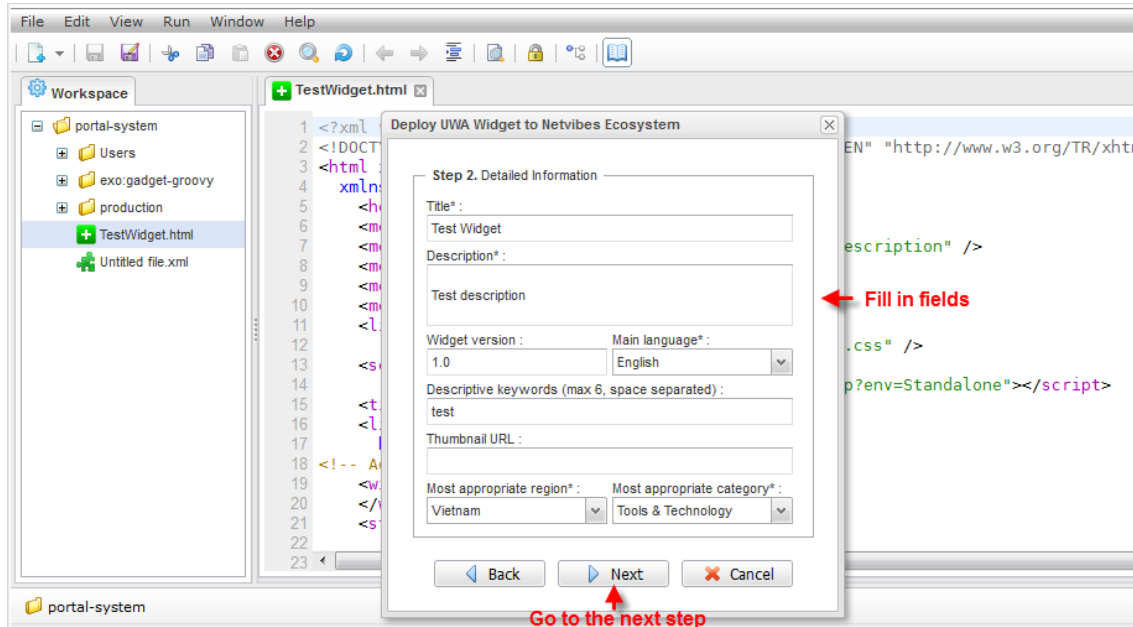 File Edit View Run Window Help
Workspace
TestWidget.html
portal-system
Users
exo:gadget-groovy
production
TestWidget.html
Untitled file.xml
1 <?xml
2 <!DOCT EN" "http://www.w3.org/TR/xht
3 <html
4 xmln
5 <h
6 <m
7 <m escription" />
8 <m
9 <m
10 <m
11 <l
12 .css" />
13 <s
14 p?env=Standalone"></script>
15 <t
16 <l
17
18 <!-- A
19 <w
20 </
21 <s
22
23
Deploy UWA Widget to Netvibes Ecosystem
Step 2. Detailed Information
Title* :
Test Widget
Description* :
Test description
Fill in fields
Widget version : Main language* :
1.0 English
Descriptive keywords (max 6, space separated) :
test
Thumbnail URL :
Most appropriate region* : Most appropriate category* :
Vietnam Tools & Technology
Back Next Cancel
Go to the next step
portal-system